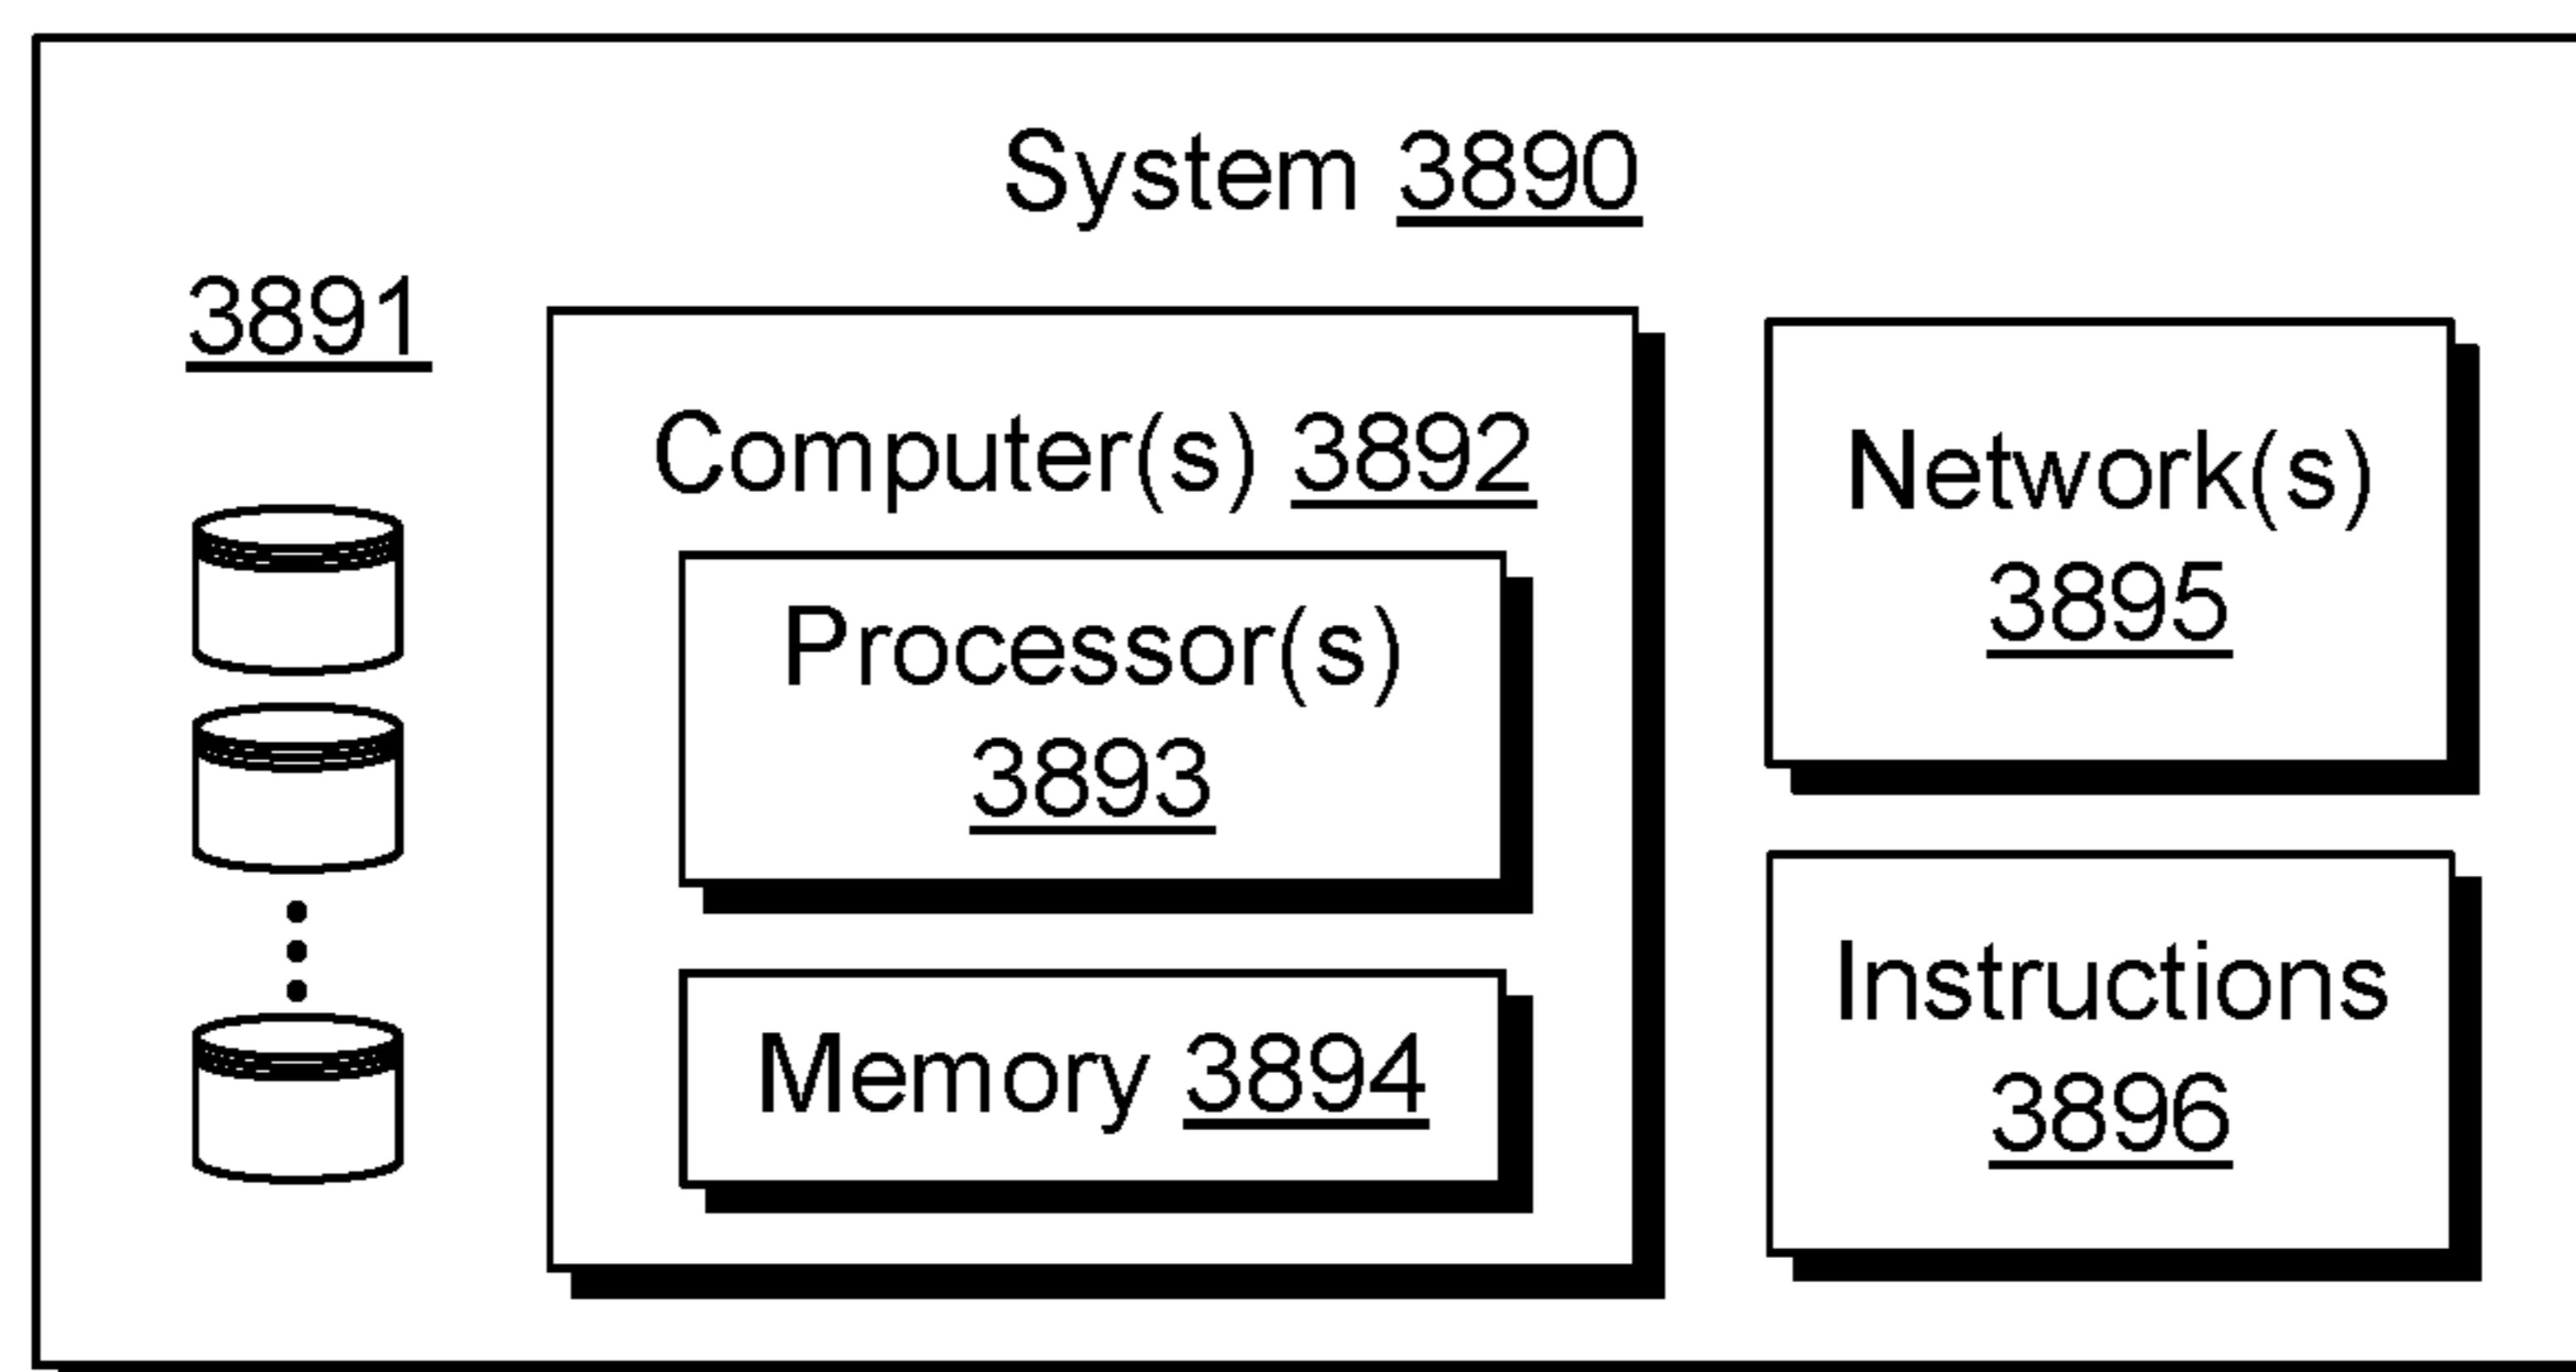 System 3890
3891
Computer(s) 3892
Processor(s)
3893
Memory 3894
Network(s)
3895
Instructions
3896